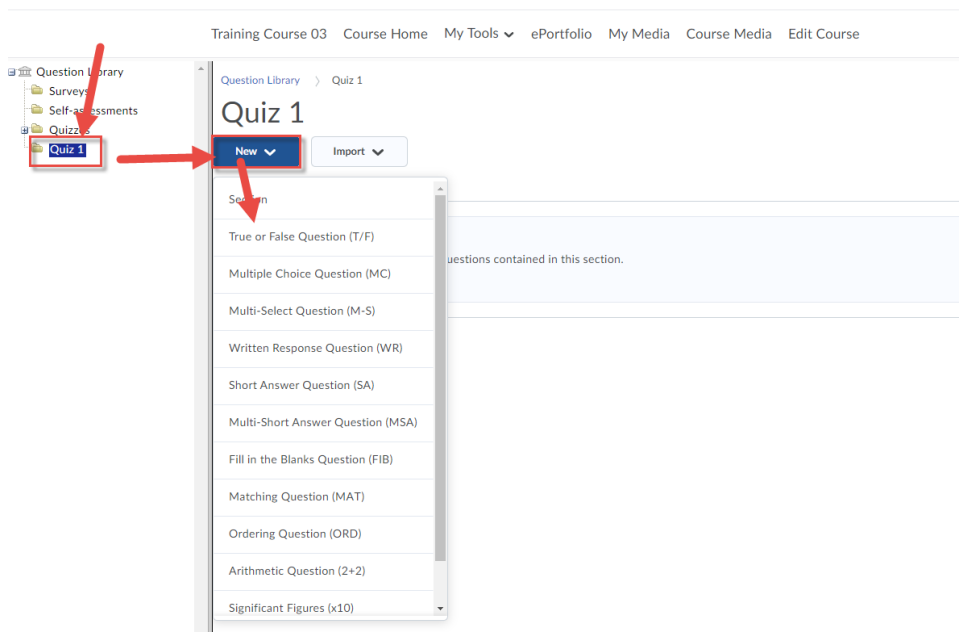 Training Course 03 Course Home My Tools ePortfolio My Media Course Media Edit Course
Question Library
Surveys
Self-assessments
Quizzes
Quiz 1
Question Library > Quiz 1
Quiz 1
New Import
Section
True or False Question (T/F)
uestions contained in this section.
Multiple Choice Question (MC)
Multi-Select Question (M-S)
Written Response Question (WR)
Short Answer Question (SA)
Multi-Short Answer Question (MSA)
Fill in the Blanks Question (FIB)
Matching Question (MAT)
Ordering Question (ORD)
Arithmetic Question (2+2)
Significant Figures (x10)